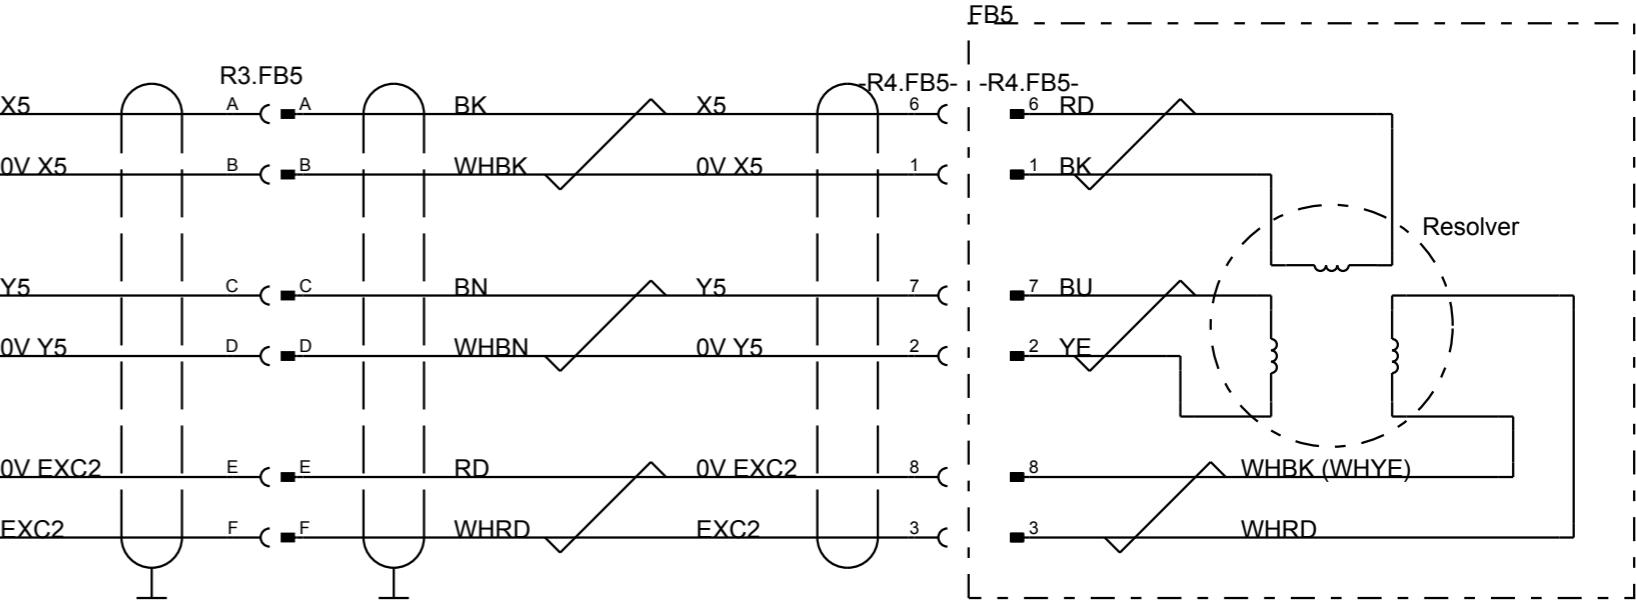 FB5
R3.FB5 -R4.FB5- -R4.FB5-
X5 A A BK X5 6 6 RD
0V X5 B B WHBK 0V X5 1 1 BK
Resolver
Y5 C C BN Y5 7 7 BU
0V Y5 D D WHBN 0V Y5 2 2 YE
0V EXC2 E E RD 0V EXC2 8 8 WHBK (WHYE)
EXC2 F F WHRD EXC2 3 3 WHRD